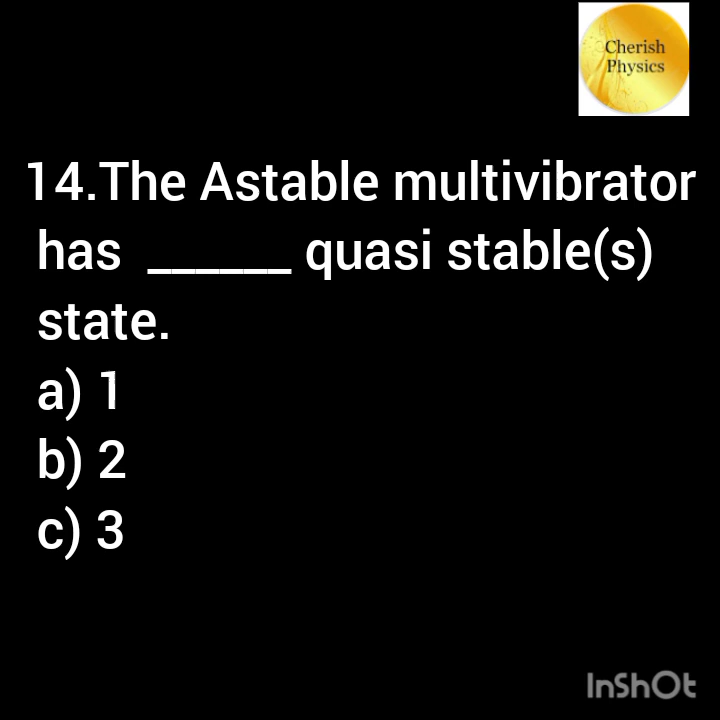 Cherish
Physics
14.The Astable multivibrator
has ______ quasi stable(s)
state.
a) 1
b) 2
c) 3
InShOt